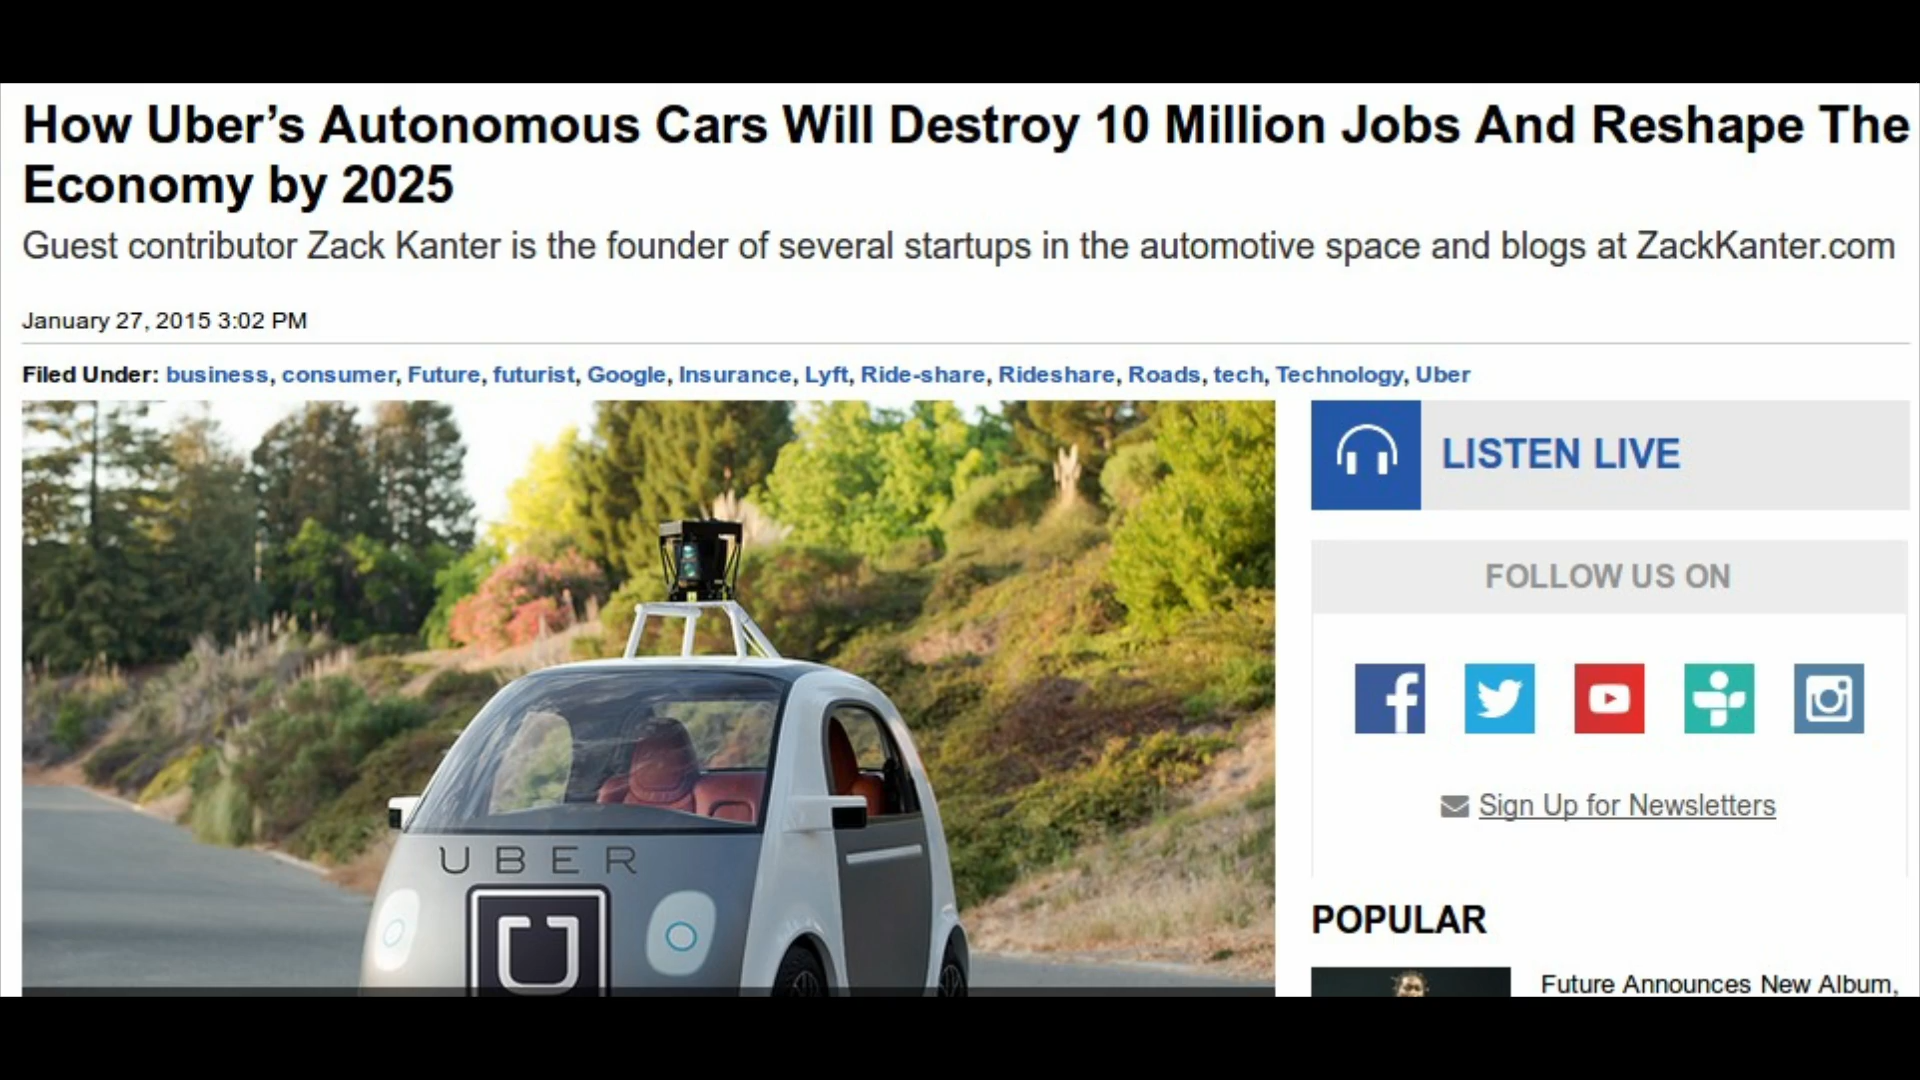 How Uber’s Autonomous Cars Will Destroy 10 Million Jobs And Reshape The
Economy by 2025
Guest contributor Zack Kanter is the founder of several startups in the automotive space and blogs at ZackKanter.com
January 27, 2015 3:02 PM
Filed Under: business, consumer, Future, futurist, Google, Insurance, Lyft, Ride-share, Rideshare, Roads, tech, Technology, Uber
LISTEN LIVE
FOLLOW US ON
Sign Up for Newsletters
UBER
POPULAR
Future Announces New Album,